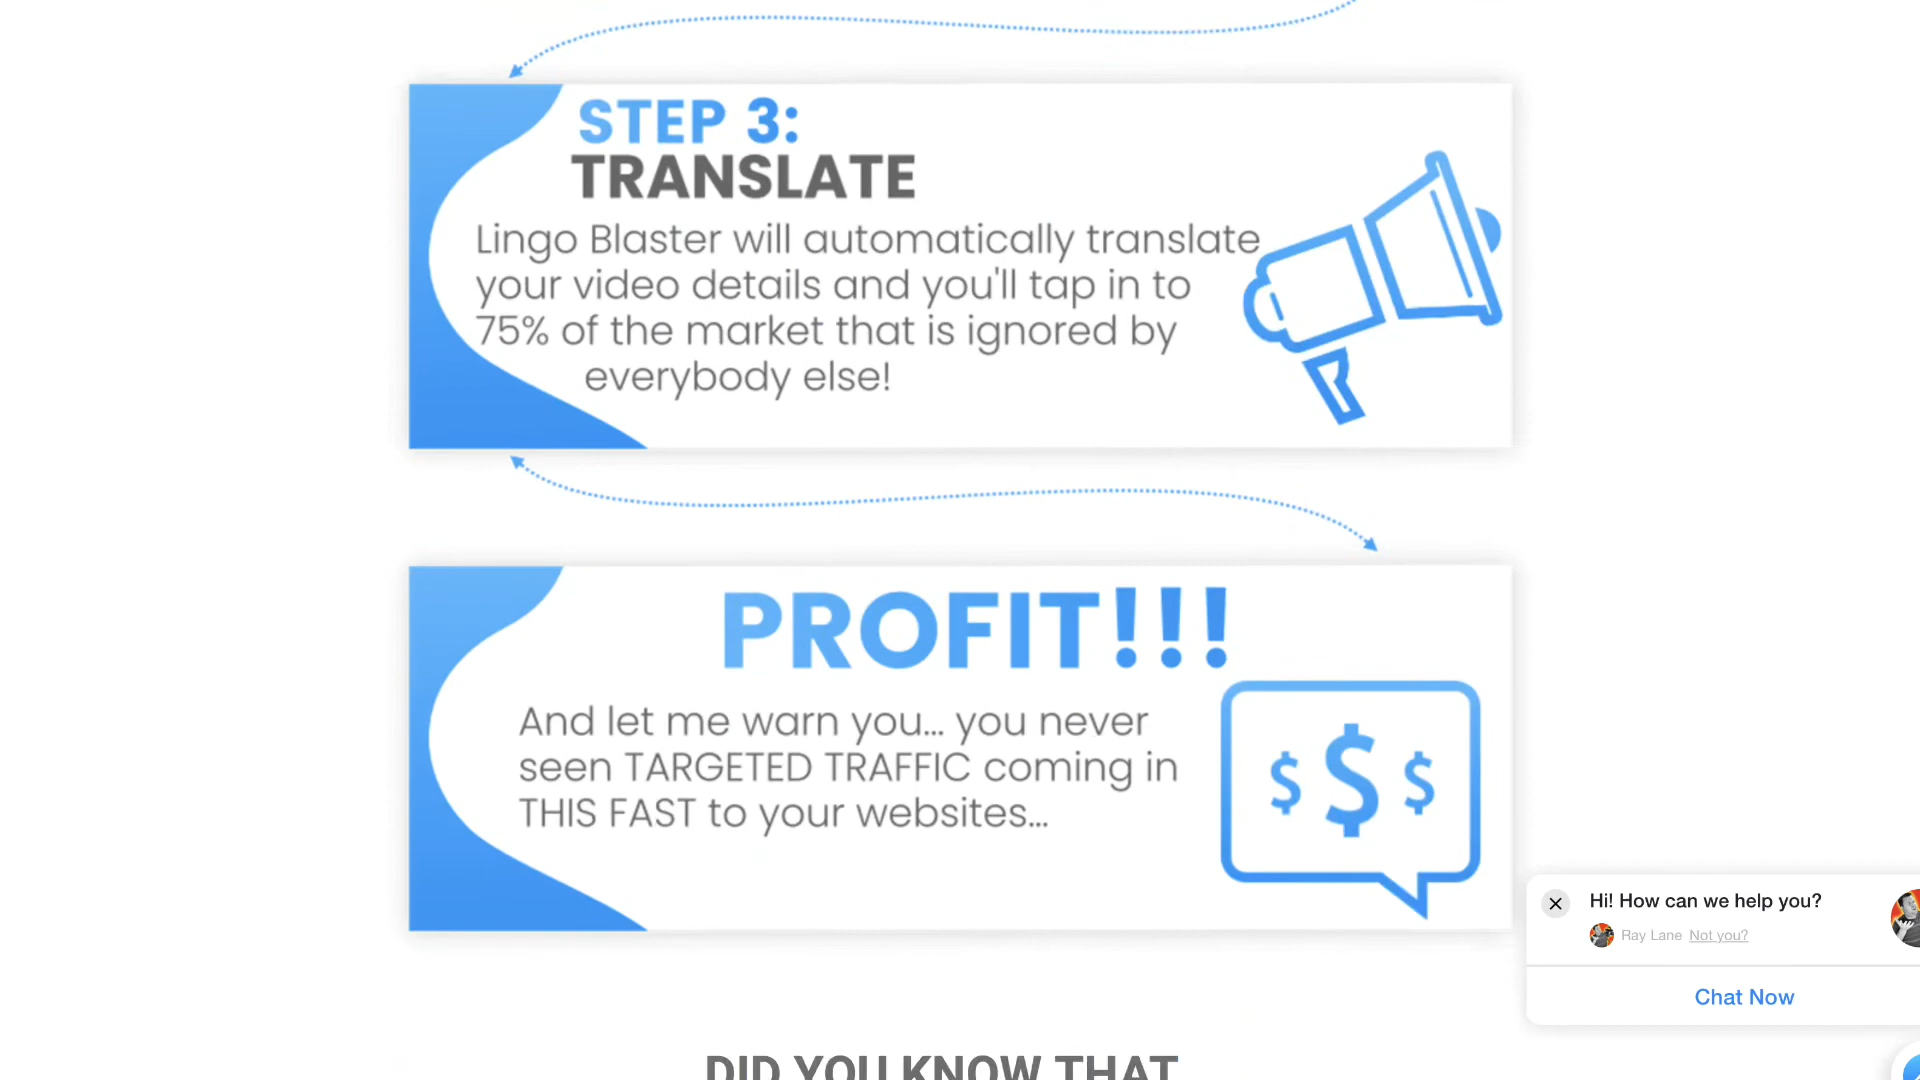 STEP 3:
TRANSLATE
Lingo Blaster will automatically translate
your video details and you'll tap in to
75% of the market that is ignored by
everybody else!
PROFIT!!!
And let me warn you... you never
seen TARGETED TRAFFIC coming in
THIS FAST to your websites...
$ $ $
Hi! How can we help you?
Ray Lane Not you?
Chat Now
DID YOU KNOW THAT